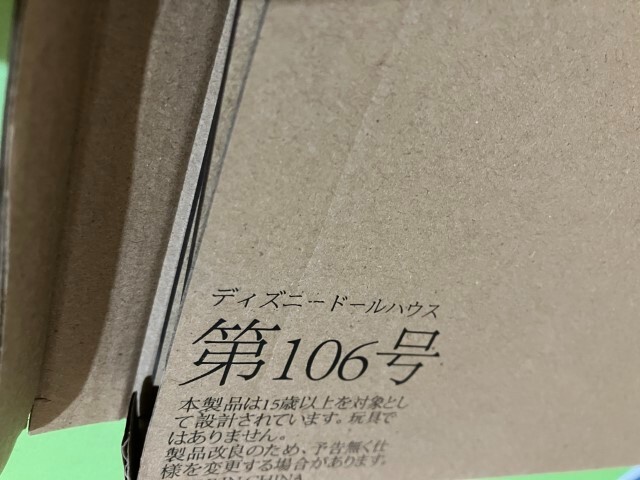 ディズニードールハウス
第106号
本製品は15歳以上を対象とし
て設計されています。玩具で
はありません。
製品改良のため、予告無く仕
様を変更する場合があります。
IN CHINA